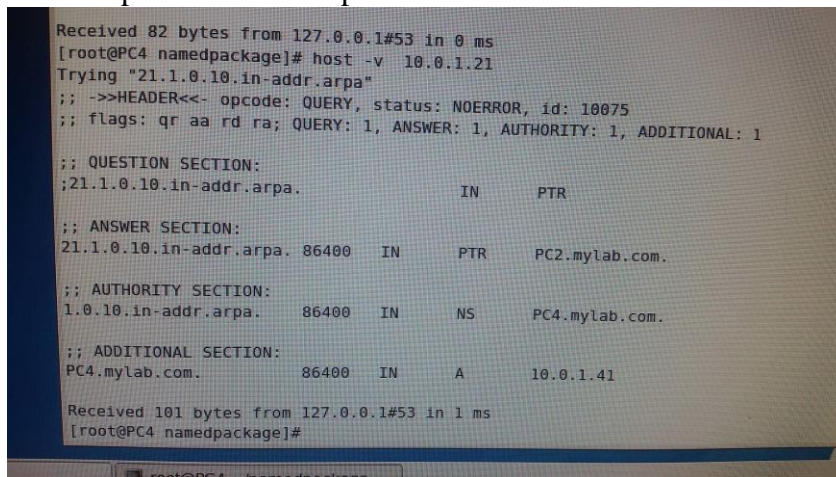 Received 82 bytes from 127.0.0.1#53 in 0 ms
[root@PC4 namedpackage]# host -v  10.0.1.21
Trying "21.1.0.10.in-addr.arpa"
;; ->>HEADER<<- opcode: QUERY, status: NOERROR, id: 10075
;; flags: qr aa rd ra; QUERY: 1, ANSWER: 1, AUTHORITY: 1, ADDITIONAL: 1
;; QUESTION SECTION:
;21.1.0.10.in-addr.arpa. IN PTR
;; ANSWER SECTION:
21.1.0.10.in-addr.arpa. 86400 IN PTR PC2.mylab.com.
;; AUTHORITY SECTION:
1.0.10.in-addr.arpa. 86400 IN NS PC4.mylab.com.
;; ADDITIONAL SECTION:
PC4.mylab.com. 86400 IN A 10.0.1.41
Received 101 bytes from 127.0.0.1#53 in 1 ms
[root@PC4 namedpackage]#